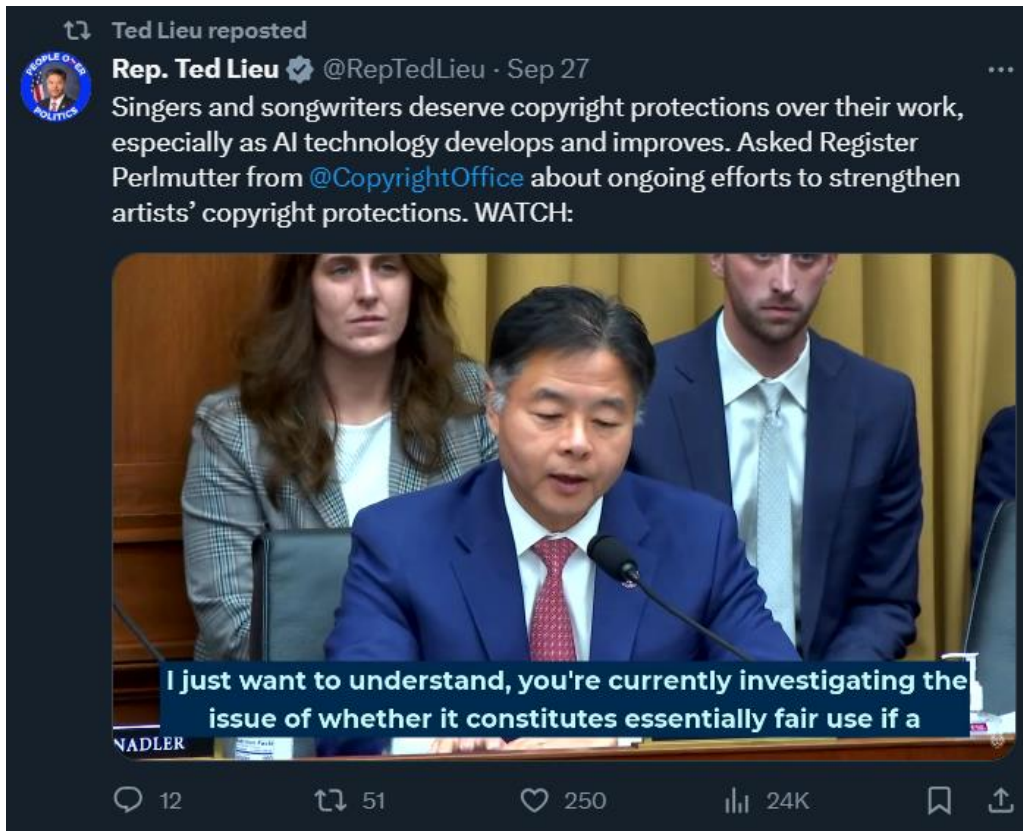 Ted Lieu reposted
PEOPLE OVER
POLITICS
Rep. Ted Lieu @RepTedLieu · Sep 27
Singers and songwriters deserve copyright protections over their work,
especially as AI technology develops and improves. Asked Register
Perlmutter from @CopyrightOffice about ongoing efforts to strengthen
artists’ copyright protections. WATCH:
I just want to understand, you're currently investigating the
issue of whether it constitutes essentially fair use if a
NADLER
12 51 250 24K